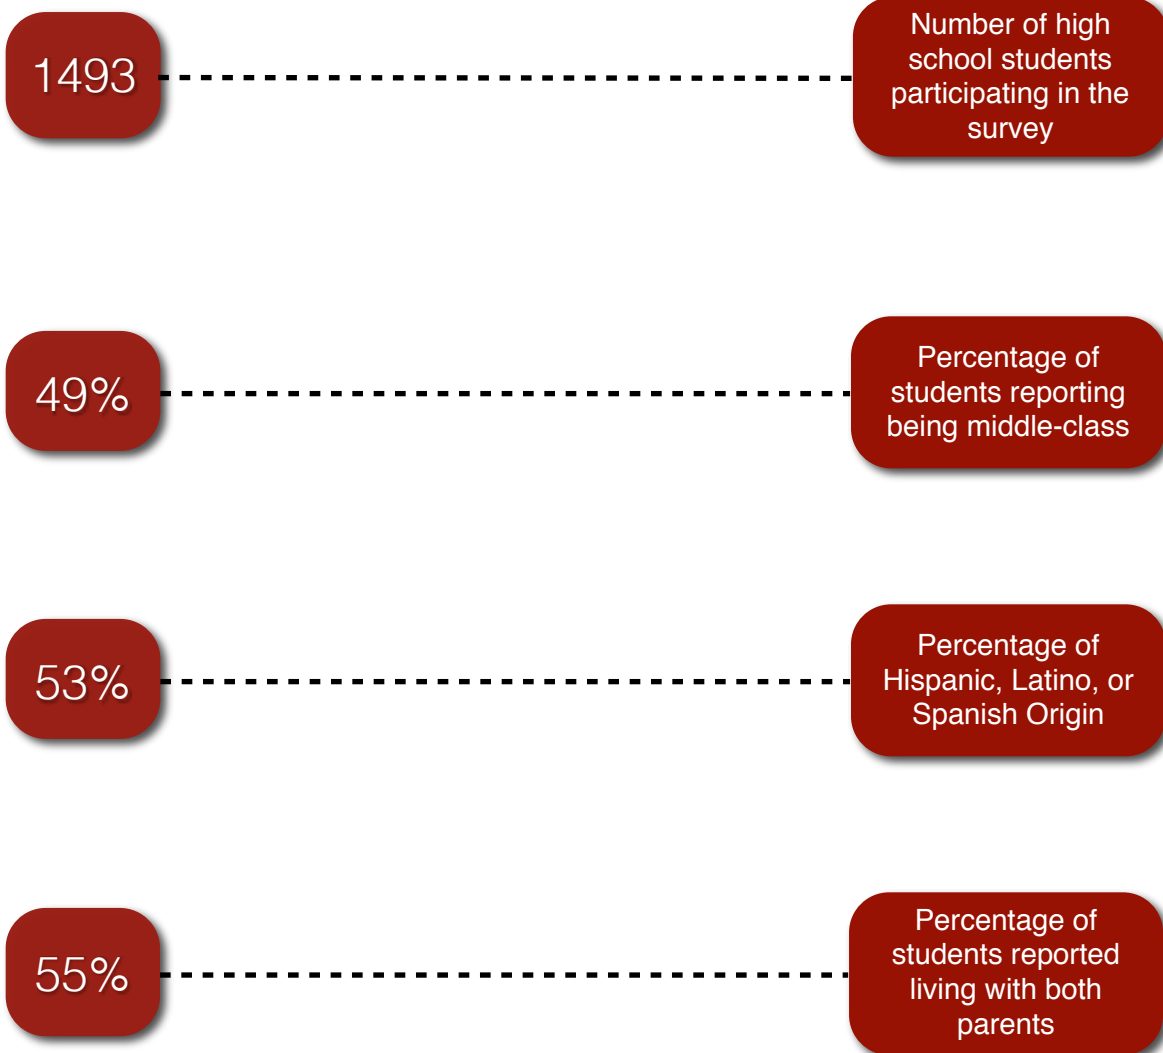 1493
Number of high
school students
participating in the
survey
49%
Percentage of
students reporting
being middle-class
53%
Percentage of
Hispanic, Latino, or
Spanish Origin
55%
Percentage of
students reported
living with both
parents